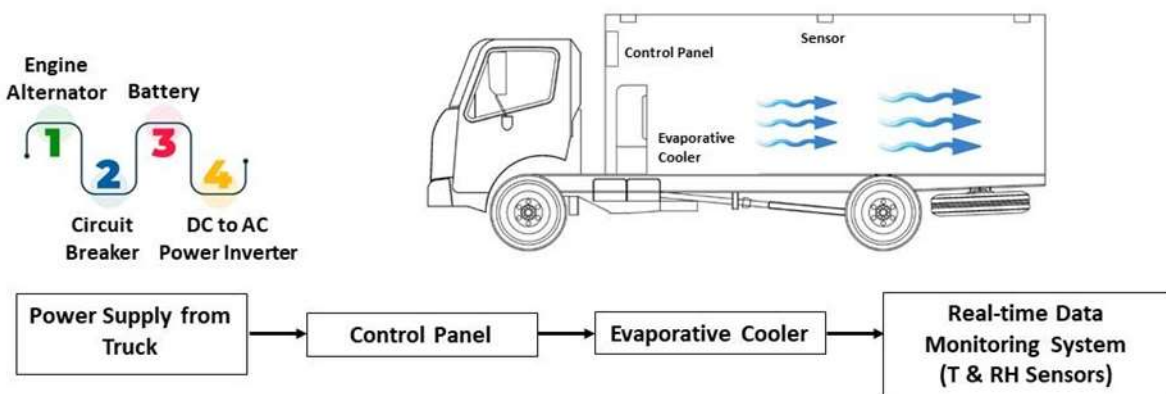 Engine
Alternator
Battery
1
2
3
4
Circuit
Breaker
DC to AC
Power Inverter
Control Panel
Sensor
Evaporative
Cooler
Power Supply from
Truck
Control Panel
Evaporative Cooler
Real-time Data
Monitoring System
(T & RH Sensors)